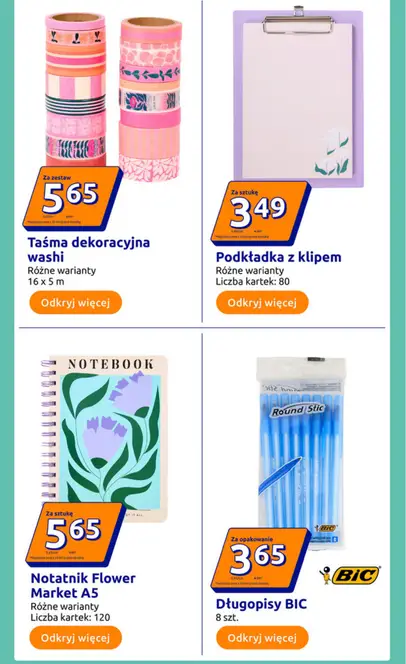 Za zestaw
5 65
Taśma dekoracyjna
washi
Różne warianty
16 x 5 m
Odkryj więcej
Za sztukę
3 49
Podkładka z klipem
Różne warianty
Liczba kartek: 80
Odkryj więcej
NOTEBOOK
Za sztukę
5 65
Notatnik Flower
Market A5
Różne warianty
Liczba kartek: 120
Odkryj więcej
Round Stic
Za opakowanie
3 65
BIC
BIC
Długopisy BIC
8 szt.
Odkryj więcej